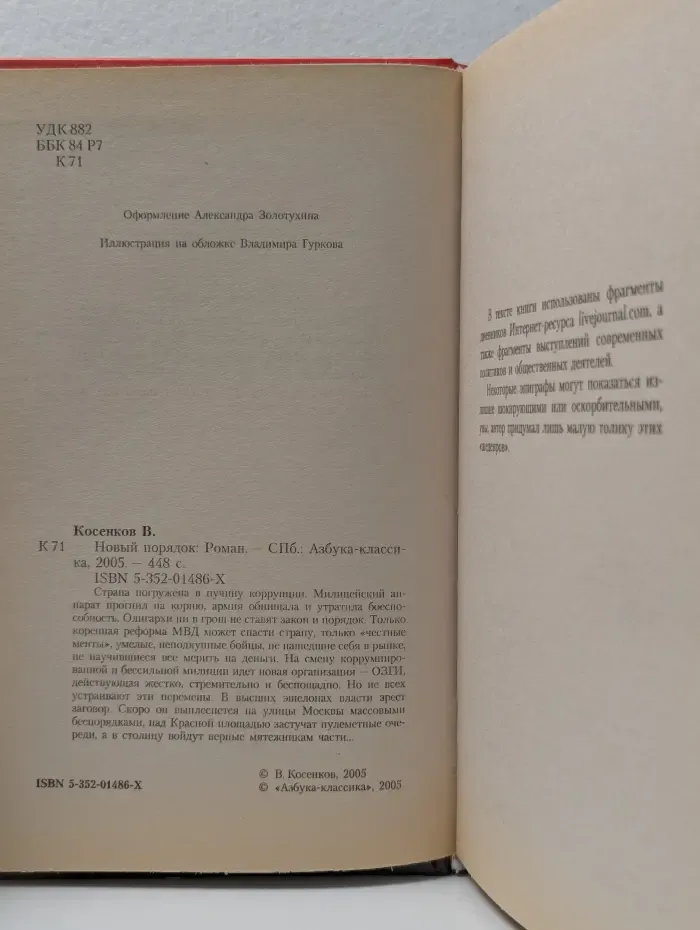 УДК 882
ББК 84 Р7
К 71
Оформление Александра Золотухина
Иллюстрация на обложке Владимира Гуркова
Косенков В.
К 71 Новый порядок: Роман. — СПб.: Азбука-класси-
ка, 2005. — 448 с.
ISBN 5-352-01486-X
Страна погружена в пучину коррупции. Милицейский ап-
парат прогнил на корню, армия обнищала и утратила боеспо-
собность. Олигархи ни в грош не ставят закон и порядок. Только
коренная реформа МВД может спасти страну, только «честные
менты», умелые, неподкупные бойцы, не нашедшие себя в рынке,
не научившиеся все мерить на деньги. На смену коррумпиро-
ванной и бессильной милиции идет новая организация — ОЗГИ,
действующая жестко, стремительно и беспощадно. Но не всех
устраивают эти перемены. В высших эшелонах власти зреет
заговор. Скоро он выплеснется на улицы Москвы массовыми
беспорядками, над Красной площадью застучат пулеметные оче-
реди, а в столицу войдут верные мятежникам части...
ISBN 5-352-01486-X
© В. Косенков, 2005
© «Азбука-классика», 2005
В тексте книги использованы фрагменты
дневников Интернет-ресурса livejournal.com, а
также фрагменты выступлений современных
политиков и общественных деятелей.
Некоторые эпиграфы могут показаться из-
лишне шокирующими или оскорбительными,
увы, автор придумал лишь малую толику этих